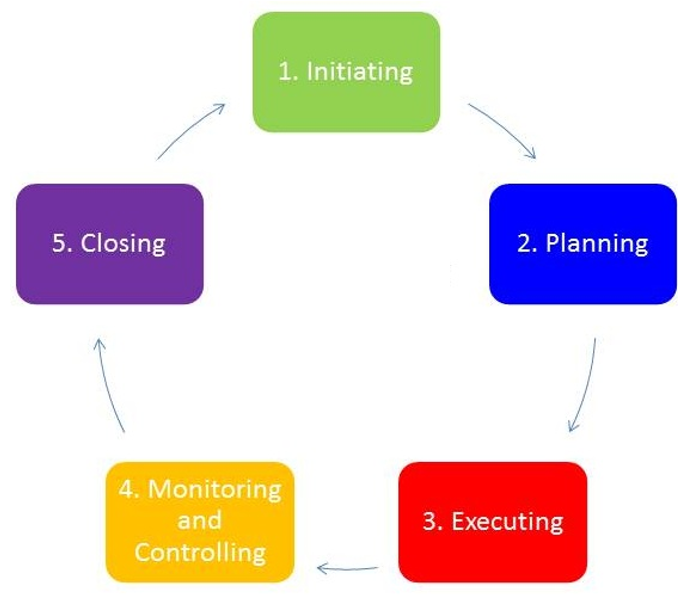 1. Initiating
2. Planning
3. Executing
4. Monitoring
and
Controlling
5. Closing